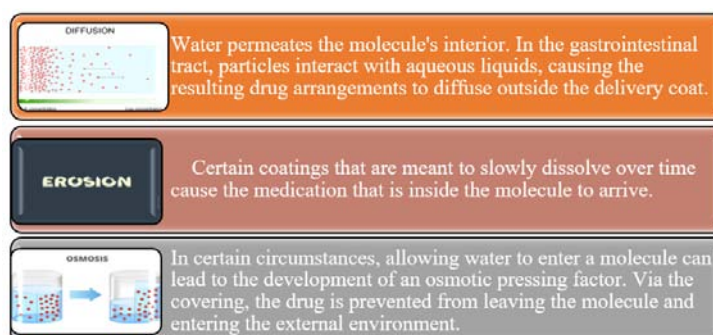 DIFFUSION
Water permeates the molecule's interior. In the gastrointestinal
tract, particles interact with aqueous liquids, causing the
resulting drug arrangements to diffuse outside the delivery coat.
EROSION
Certain coatings that are meant to slowly dissolve over time
cause the medication that is inside the molecule to arrive.
OSMOSIS
In certain circumstances, allowing water to enter a molecule can
lead to the development of an osmotic pressing factor. Via the
covering, the drug is prevented from leaving the molecule and
entering the external environment.